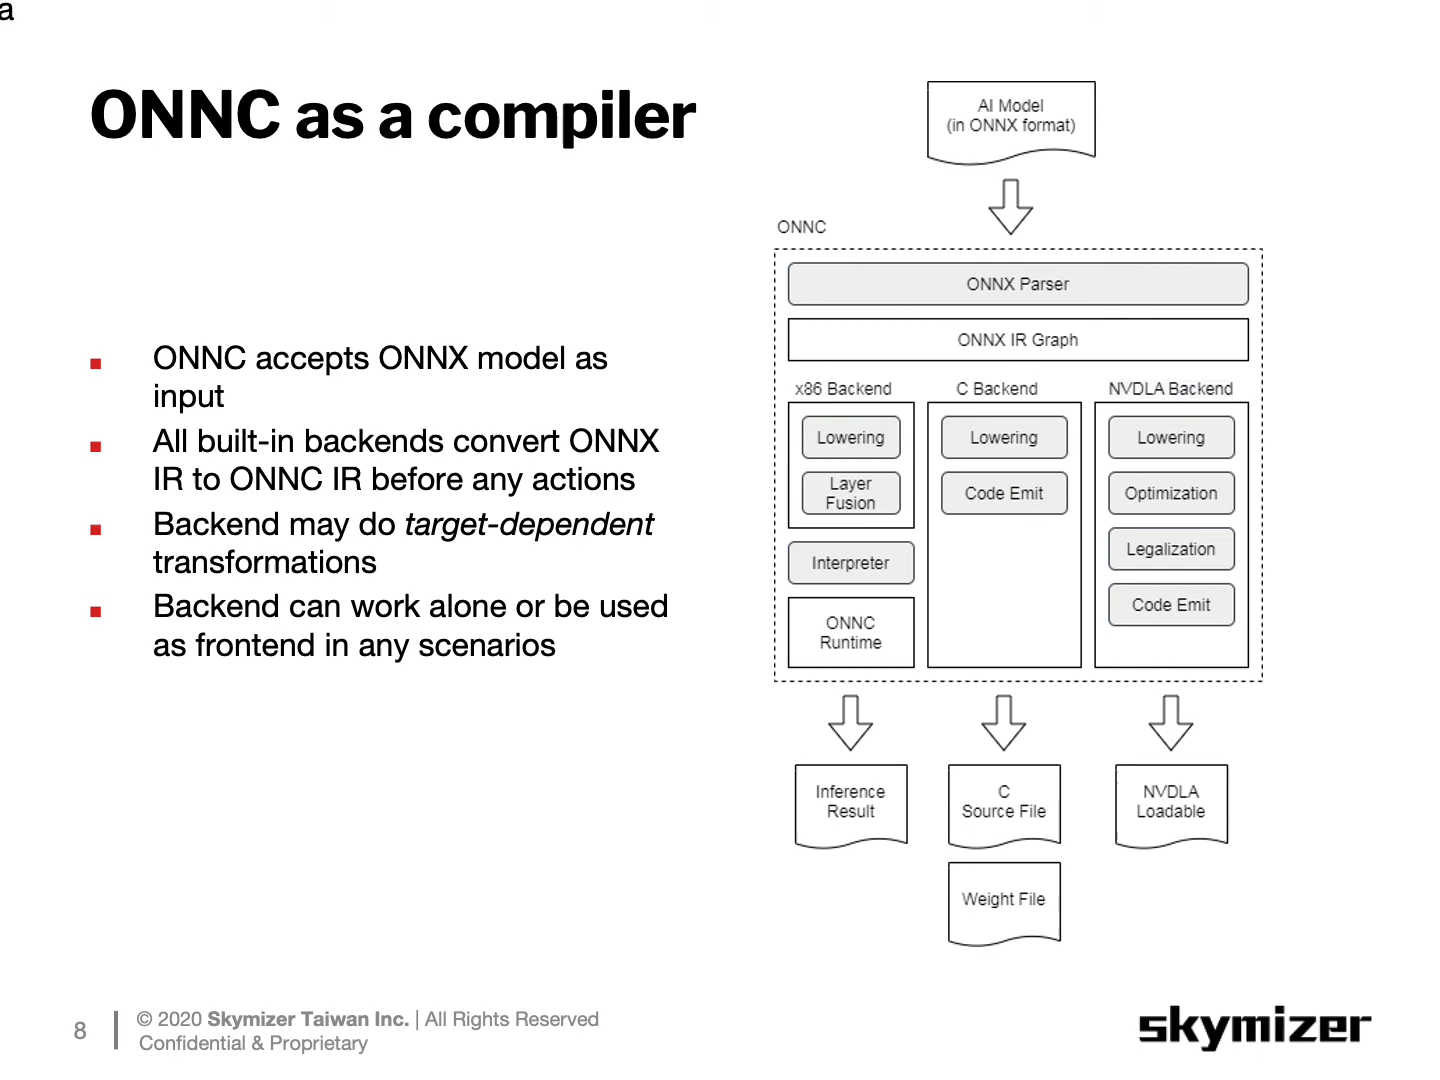 a
ONNC as a compiler
ONNC accepts ONNX model as
input
All built-in backends convert ONNX
IR to ONNC IR before any actions
Backend may do target-dependent
transformations
Backend can work alone or be used
as frontend in any scenarios
AI Model
(in ONNX format)
ONNC
ONNX Parser
ONNX IR Graph
x86 Backend
Lowering
Layer
Fusion
Interpreter
ONNC
Runtime
C Backend
Lowering
Code Emit
NVDLA Backend
Lowering
Optimization
Legalization
Code Emit
Inference
Result
C
Source File
Weight File
NVDLA
Loadable
8
© 2020 Skymizer Taiwan Inc. | All Rights Reserved
Confidential & Proprietary
skymizer